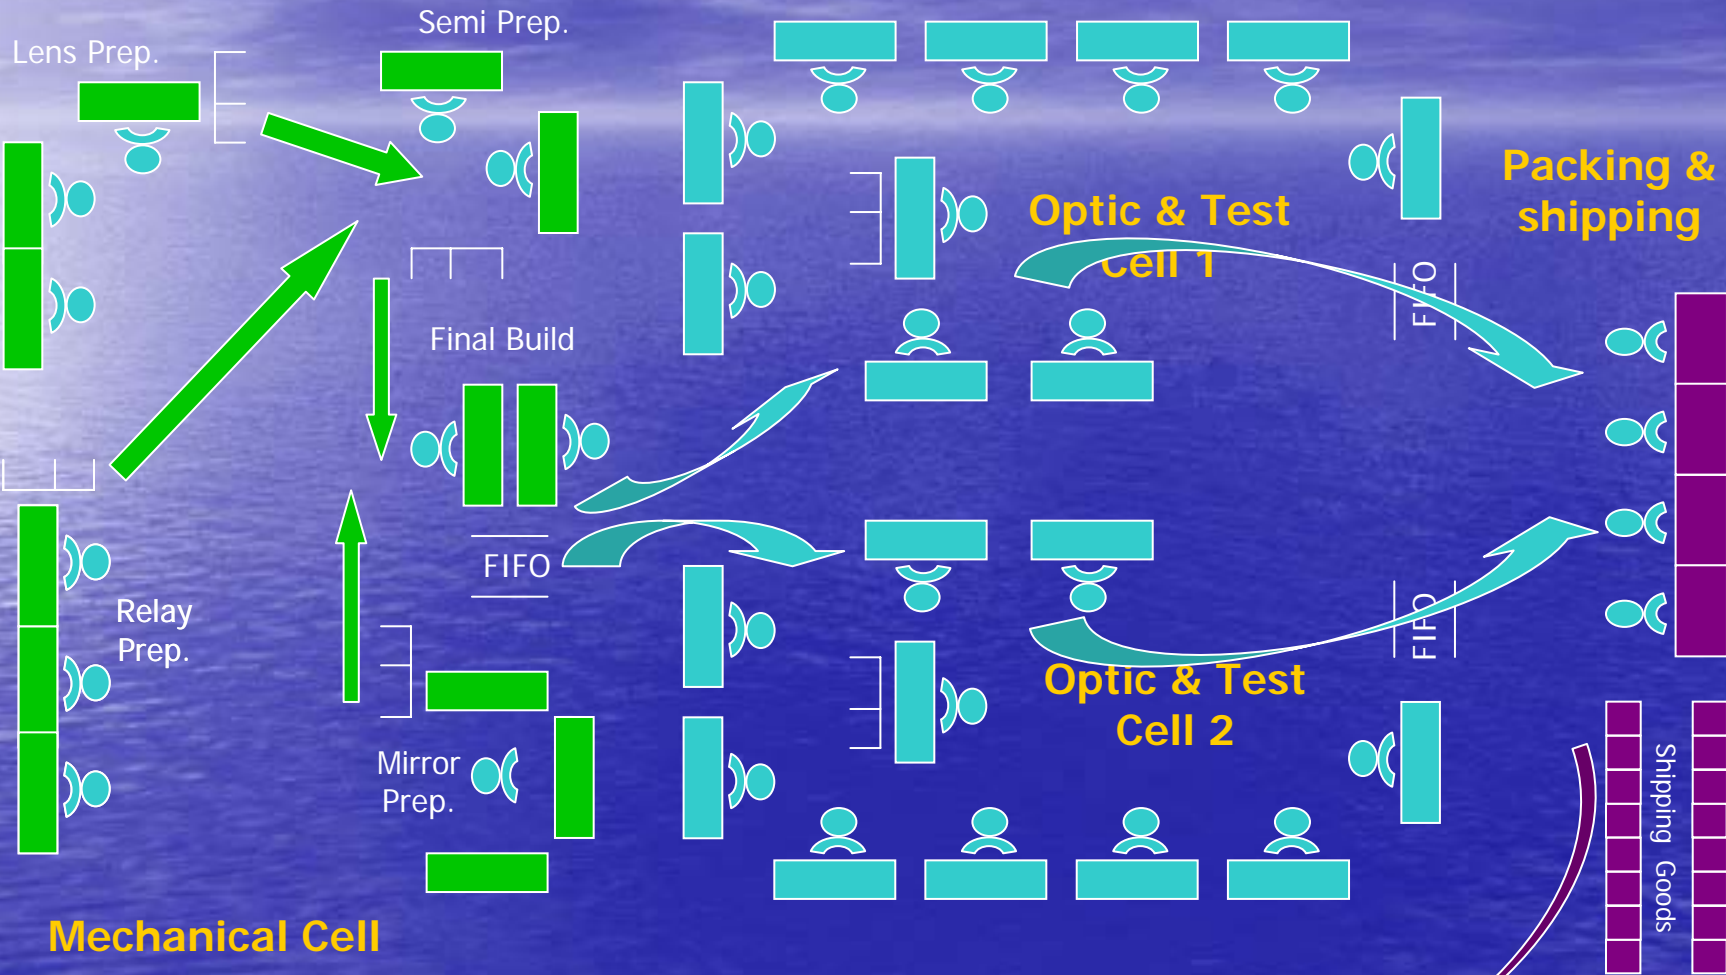 Semi Prep.
Lens Prep.
Packing &
shipping
Optic & Test
Cell 1
FIFO
Final Build
FIFO
Relay
Prep.
FIFO
Optic & Test
Cell 2
Mirror
Prep.
Shipping Goods
Mechanical Cell